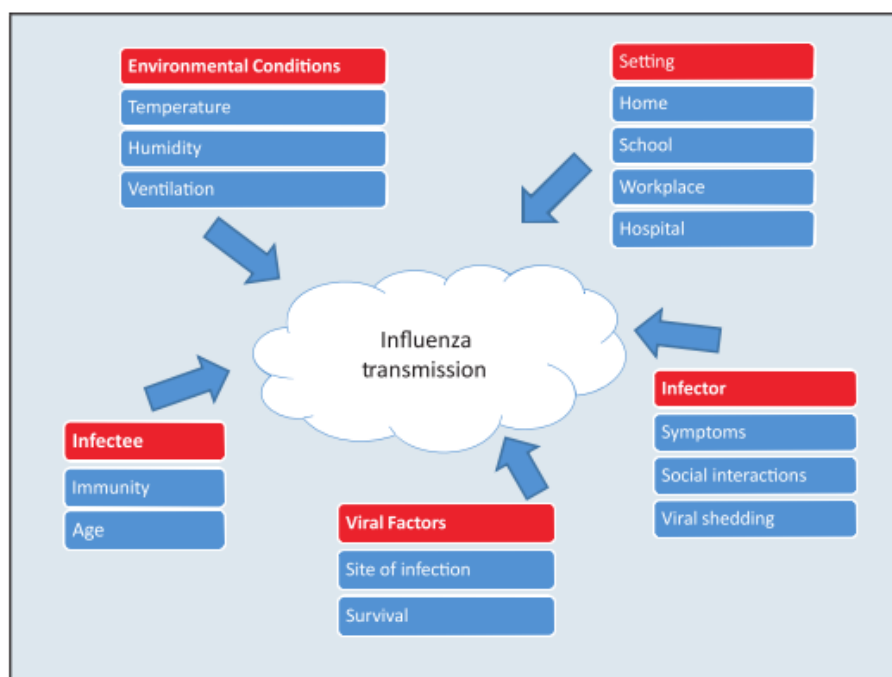 Environmental Conditions
Temperature
Humidity
Ventilation
Setting
Home
School
Workplace
Hospital
Influenza
transmission
Infectee
Immunity
Age
Viral Factors
Site of infection
Survival
Infector
Symptoms
Social interactions
Viral shedding